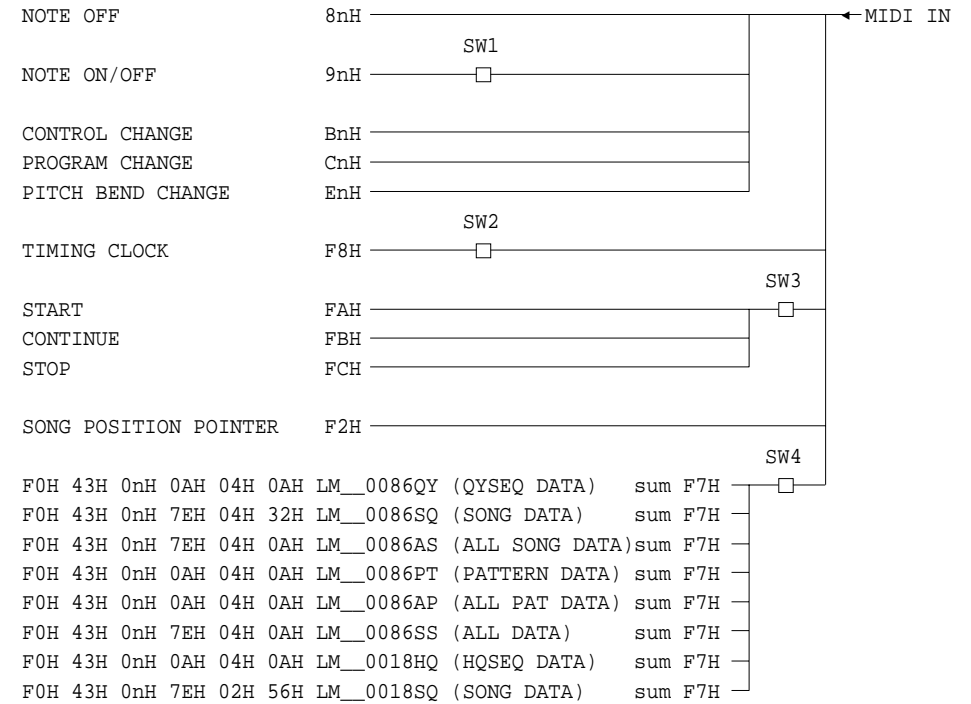 NOTE OFF 8nH MIDI IN
SW1
NOTE ON/OFF 9nH
CONTROL CHANGE BnH
PROGRAM CHANGE CnH
PITCH BEND CHANGE EnH
SW2
TIMING CLOCK F8H
SW3
START FAH
CONTINUE FBH
STOP FCH
SONG POSITION POINTER F2H
SW4
F0H 43H 0nH 0AH 04H 0AH LM__0086QY (QYSEQ DATA) sum F7H
F0H 43H 0nH 7EH 04H 32H LM__0086SQ (SONG DATA) sum F7H
F0H 43H 0nH 7EH 04H 0AH LM__0086AS (ALL SONG DATA)sum F7H
F0H 43H 0nH 0AH 04H 0AH LM__0086PT (PATTERN DATA) sum F7H
F0H 43H 0nH 0AH 04H 0AH LM__0086AP (ALL PAT DATA) sum F7H
F0H 43H 0nH 7EH 04H 0AH LM__0086SS (ALL DATA) sum F7H
F0H 43H 0nH 0AH 04H 0AH LM__0018HQ (HQSEQ DATA) sum F7H
F0H 43H 0nH 7EH 02H 56H LM__0018SQ (SONG DATA) sum F7H